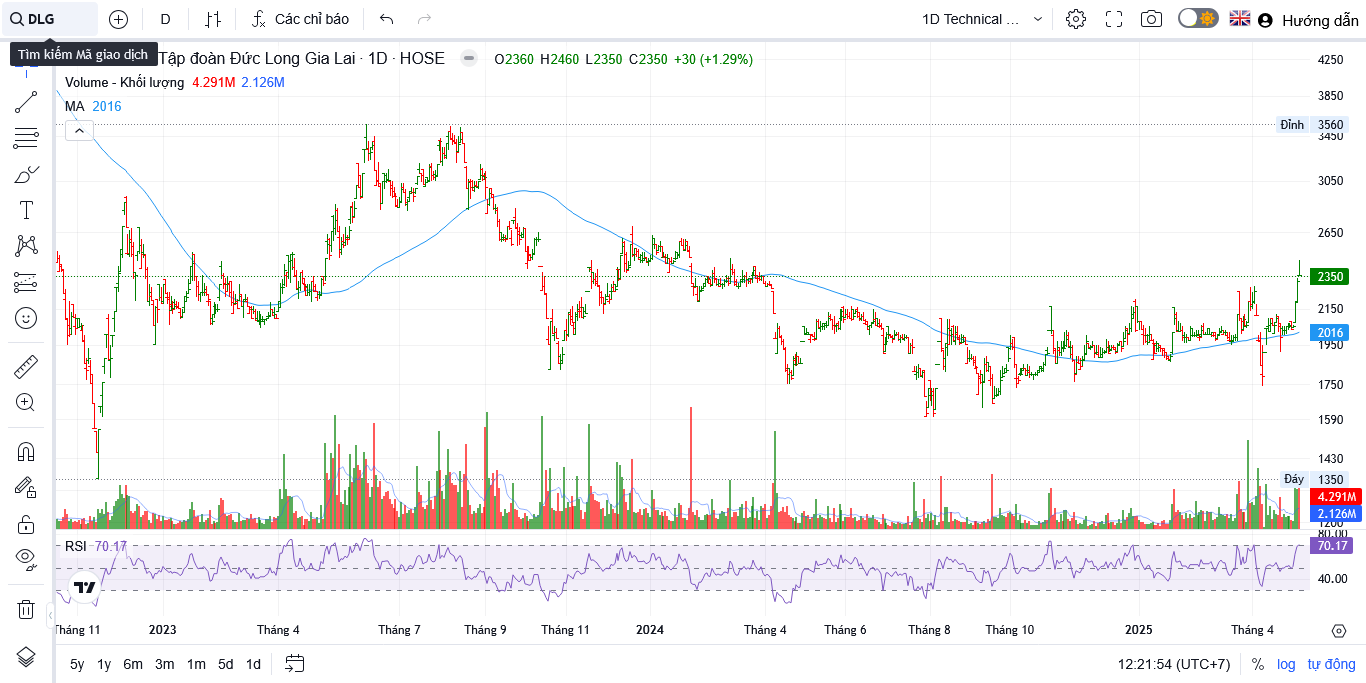 DLG
D
Các chỉ báo
1D Technical ...
Hướng dẫn
Tìm kiếm Mã giao dịch
Tập đoàn Đức Long Gia Lai · 1D · HOSE
O2360 H2460 L2350 C2350 +30 (+1.29%)
Volume - Khối lượng 4.291M 2.126M
MA 2016
4250
3850
Đỉnh 3560
3450
3050
2650
2350
2150
2016
1950
1750
1590
1430
Đáy 1350
4.291M
2.126M
1200
80.00
RSI 70.17
70.17
40.00
Tháng 11 2023 Tháng 4 Tháng 7 Tháng 9 Tháng 11 2024 Tháng 4 Tháng 6 Tháng 8 Tháng 10 2025 Tháng 4
5y 1y 6m 3m 1m 5d 1d
12:21:54 (UTC+7) % log tự động